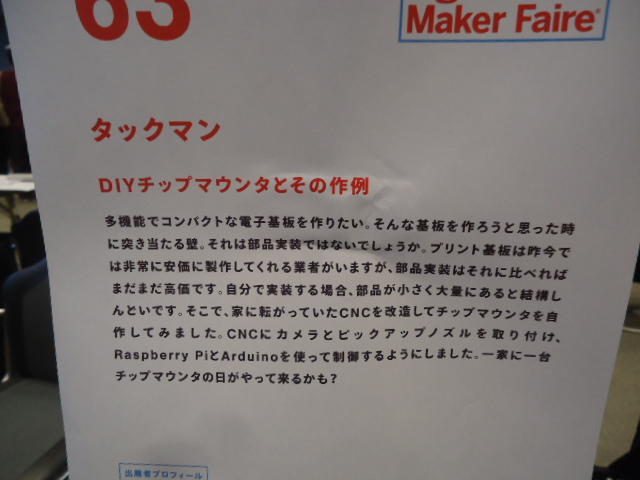 63
Maker Faire®
タックマン
DIYチップマウンタとその作例
多機能でコンパクトな電子基板を作りたい。そんな基板を作ろうと思った時
に突き当たる壁。それは部品実装ではないでしょうか。プリント基板は昨今で
は非常に安価に製作してくれる業者がいますが、部品実装はそれに比べれば
まだまだ高価です。自分で実装する場合、部品が小さく大量にあると結構し
んどいです。そこで、家に転がっていたCNCを改造してチップマウンタを自
作してみました。CNCにカメラとピックアップノズルを取り付け、
Raspberry PiとArduinoを使って制御するようにしました。一家に一台
チップマウンタの日がやって来るかも?
出展者プロフィール